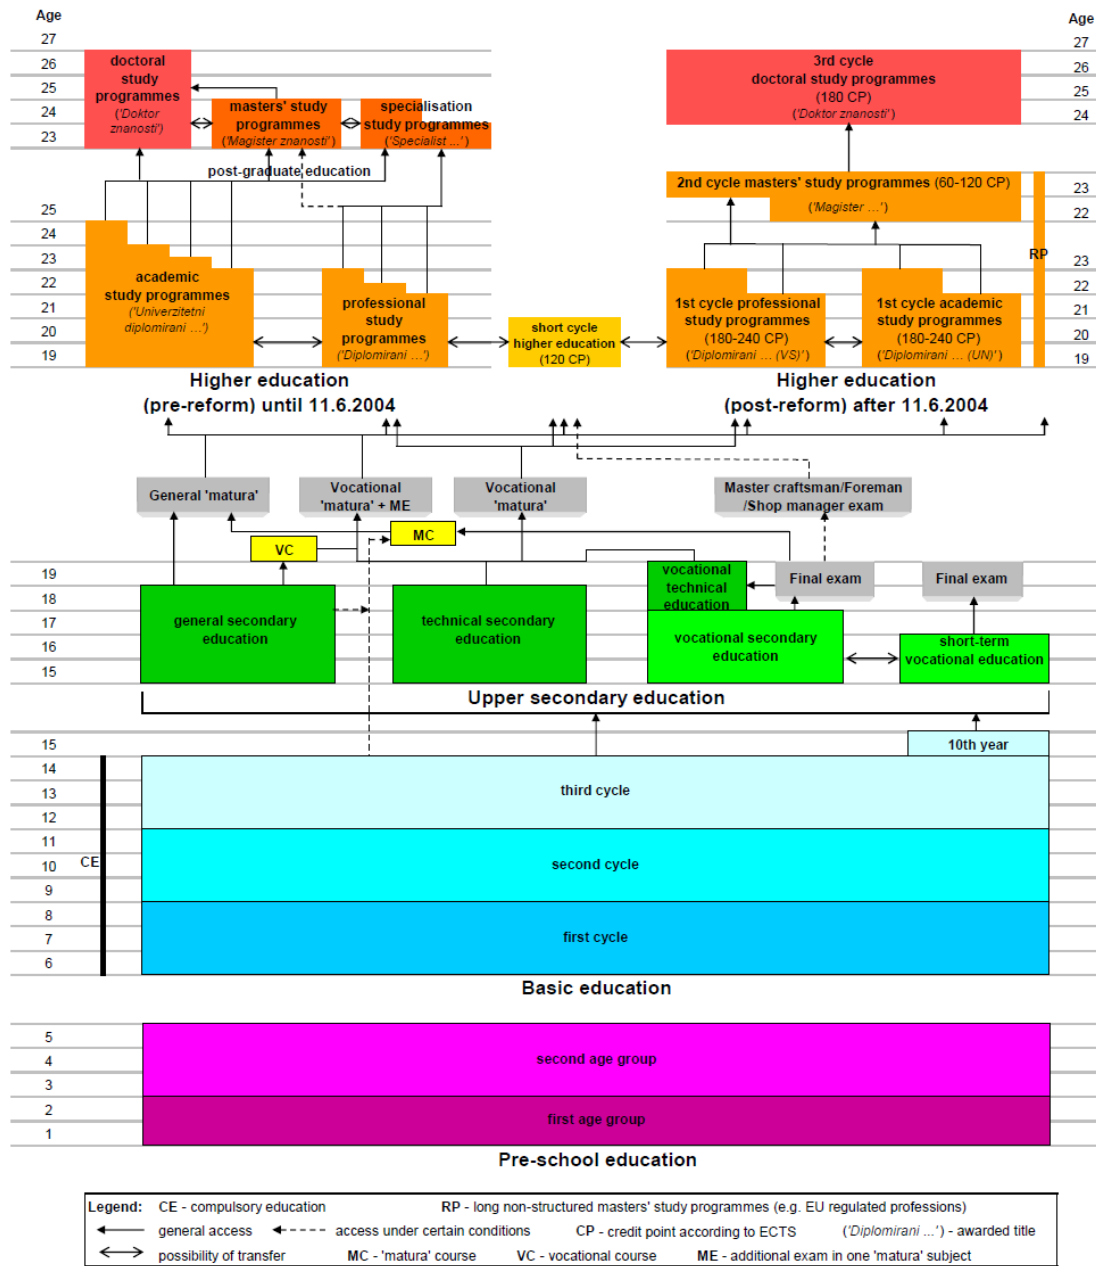 Age
Age
27
26
25
24
23
27
26
25
24
doctoral
study
programmes
('Doktor
znanosti')
masters' study
programmes
('Magister znanosti')
specialisation
study programmes
('Specialist ...')
3rd cycle
doctoral study programmes
(180 CP)
('Doktor znanosti')
post-graduate education
2nd cycle masters' study programmes (60-120 CP)
('Magister ...')
23
22
25
24
23
22
21
20
19
23
22
21
20
19
RP
academic
study programmes
('Univerzitetni
diplomirani ...')
professional
study
programmes
('Diplomirani ...')
short cycle
higher education
(120 CP)
1st cycle professional
study programmes
(180-240 CP)
('Diplomirani ... (VS)'
1st cycle academic
study programmes
(180-240 CP)
('Diplomirani ... (UN)'
Higher education
(pre-reform) until 11.6.2004
Higher education
(post-reform) after 11.6.2004
General 'matura'
Vocational
'matura' + ME
Vocational
'matura'
Master craftsman/Foreman
/Shop manager exam
MC
VC
19
18
17
16
15
general secondary
education
technical secondary
education
vocational
technical
education
vocational secondary
education
Final exam
Final exam
short-term
vocational education
Upper secondary education
15
14
13
12
11
10
9
8
7
6
CE
10th year
third cycle
second cycle
first cycle
Basic education
5
4
3
2
1
second age group
first age group
Pre-school education
Legend: CE - compulsory education RP - long non-structured masters' study programmes (e.g. EU regulated professions)
general access access under certain conditions CP - credit point according to ECTS ('Diplomirani ...') - awarded title
possibility of transfer MC - 'matura' course VC - vocational course ME - additional exam in one 'matura' subject